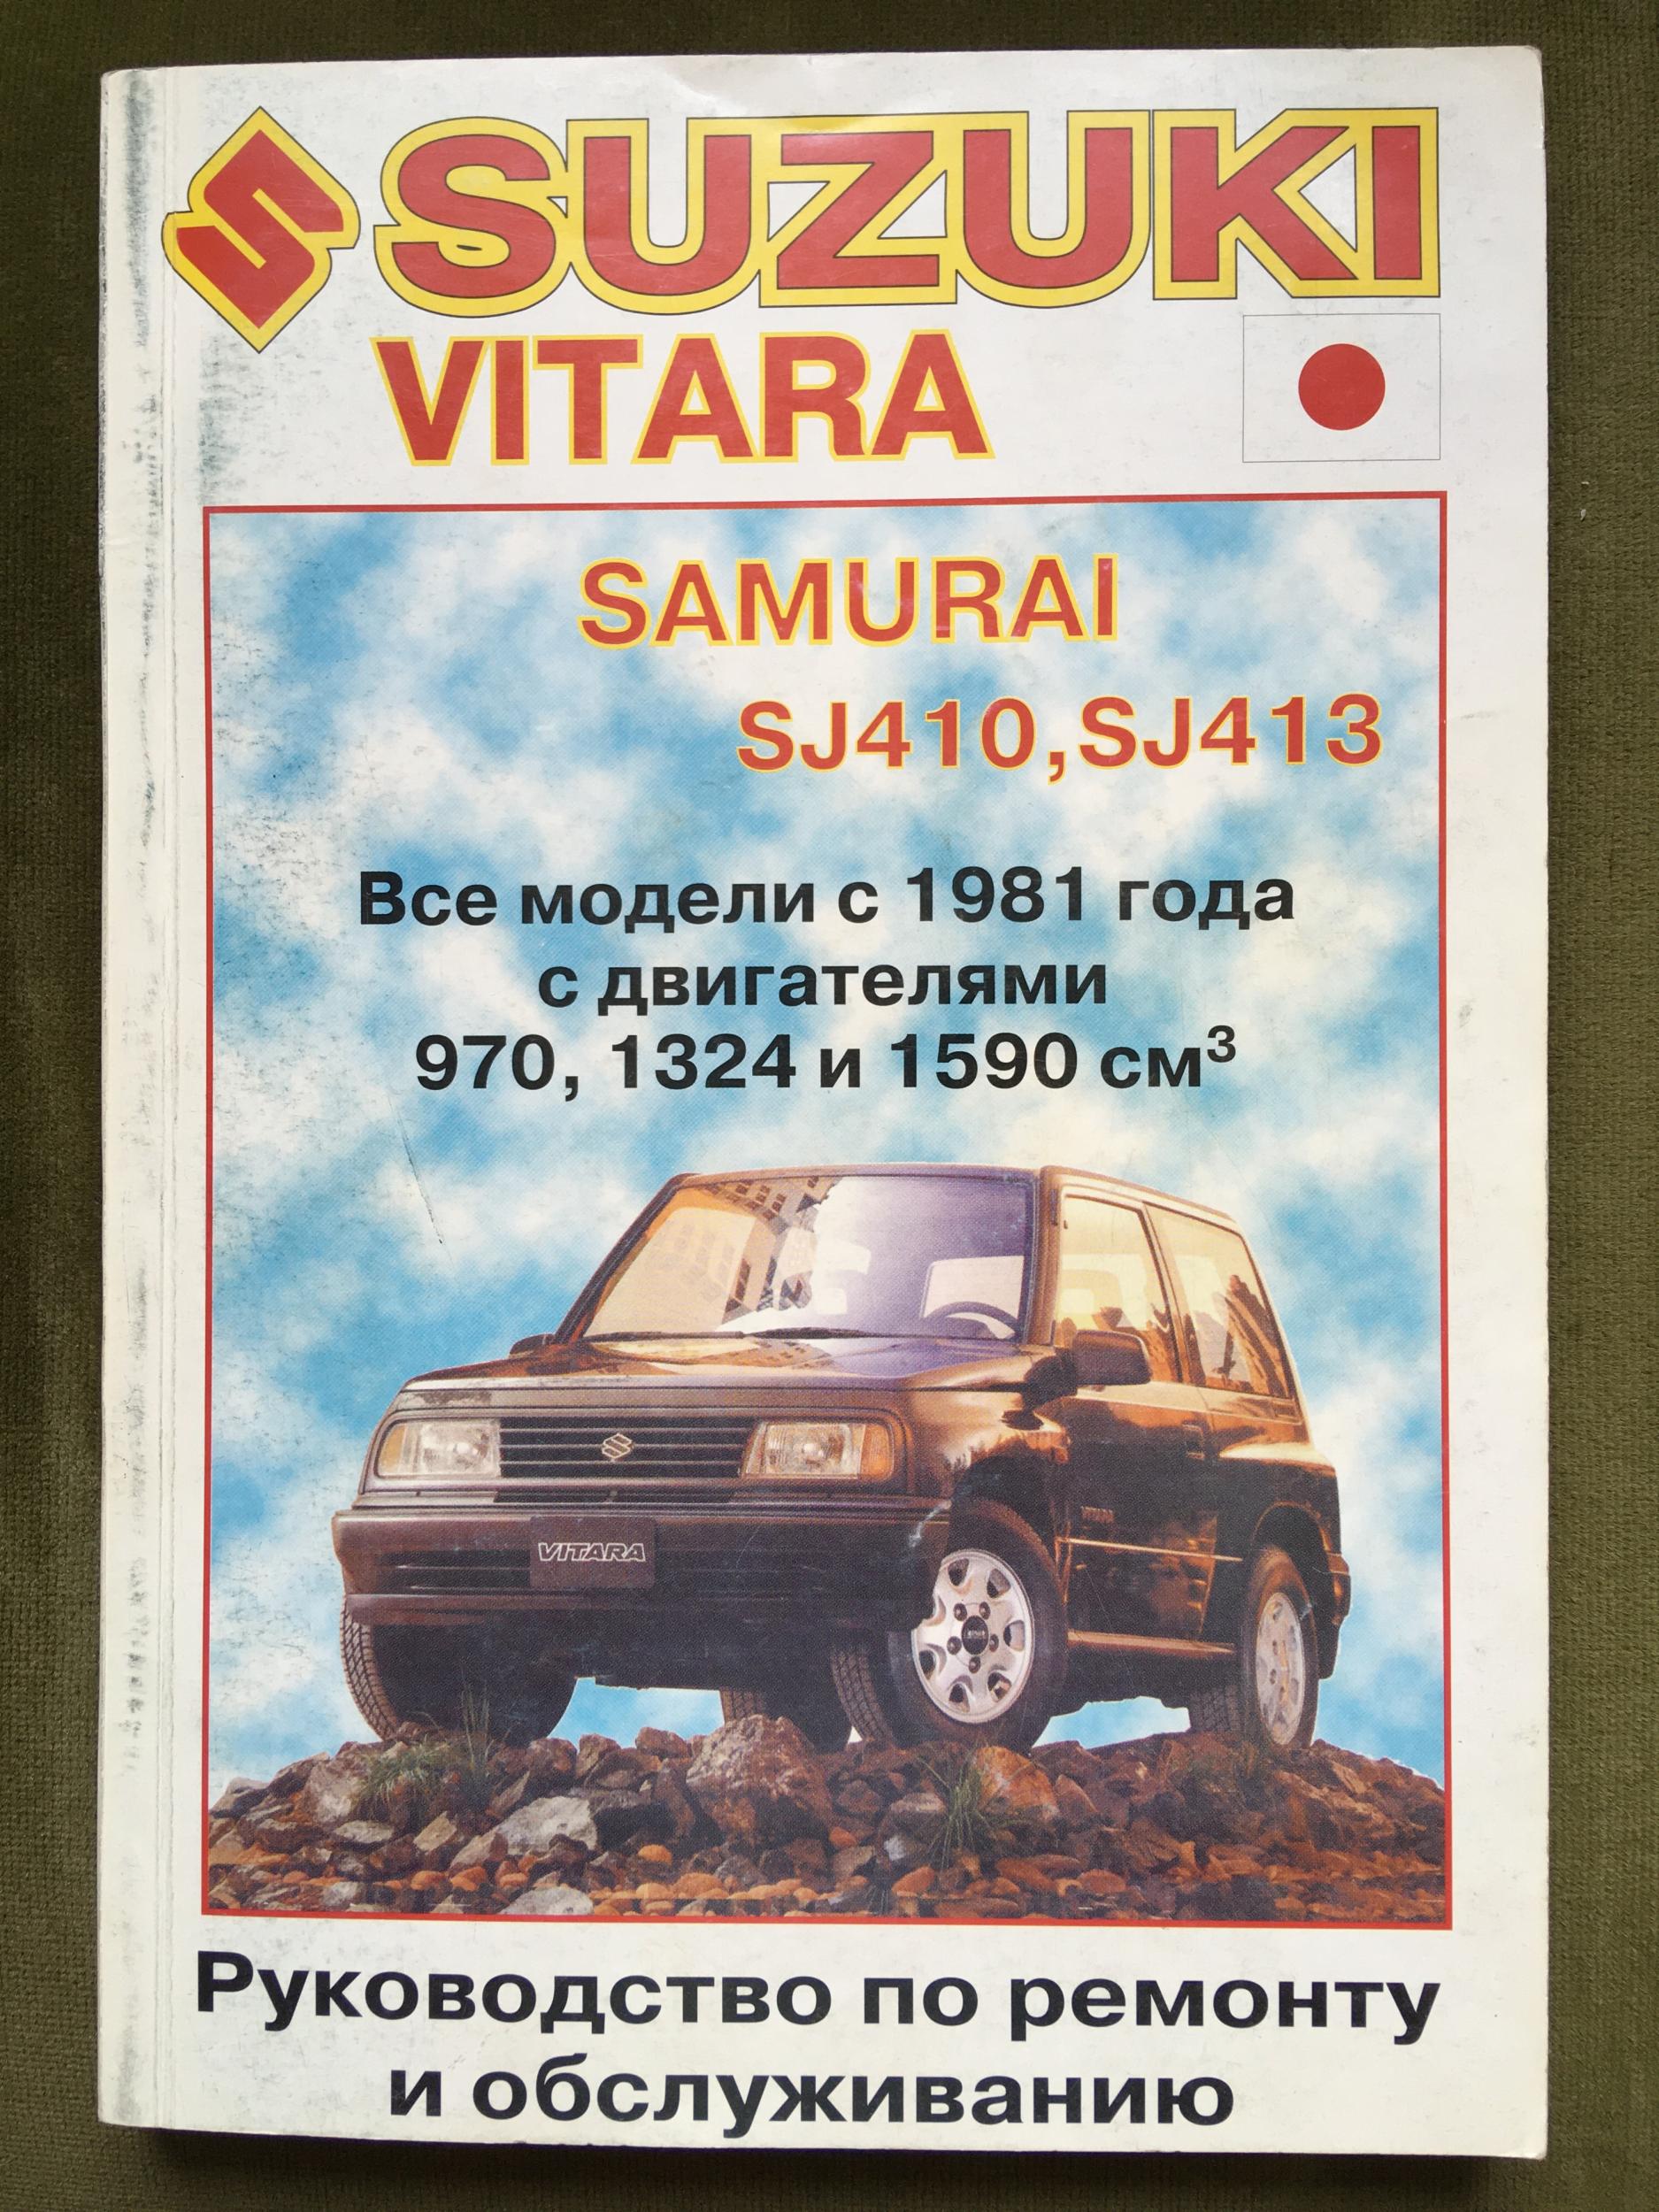 SUZUKI
VITARA
SAMURAI
SJ410, SJ413
Все модели с 1981 года
с двигателями
970, 1324 и 1590 см³
VITARA
VITARA
Руководство по ремонту
и обслуживанию